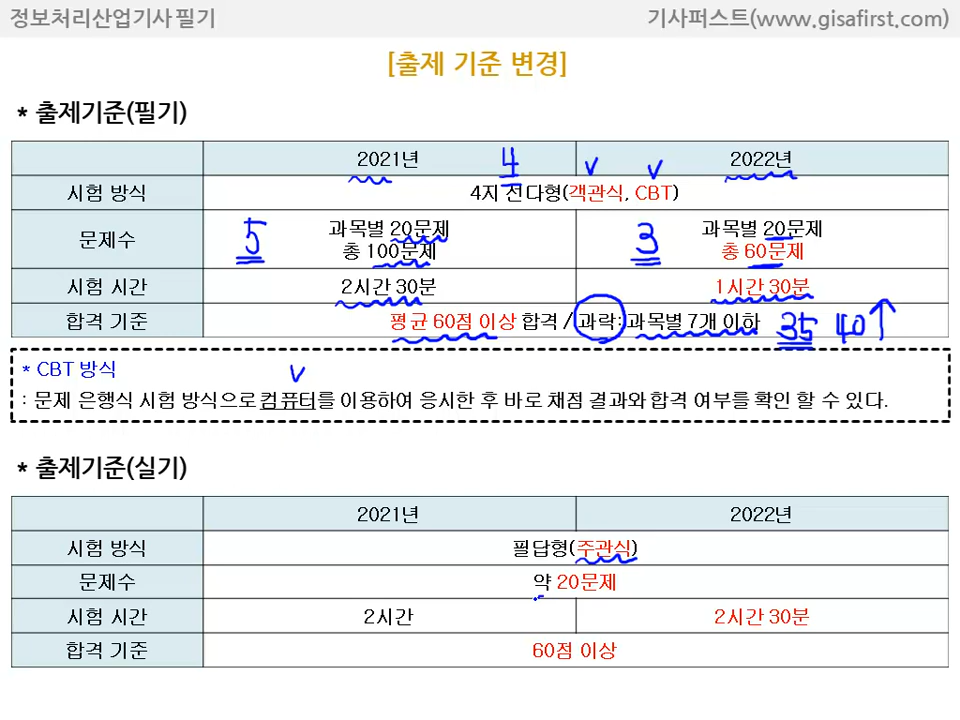 정보처리산업기사 필기
기사퍼스트(www.gisafirst.com)
[출제 기준 변경]
* 출제기준(필기)
2021년 4 2022년
시험 방식 4지 선다형(객관식, CBT)
문제수 5 과목별 20문제 3 과목별 20문제
총 100문제 총 60문제
시험 시간 2시간 30분 1시간 30분
합격 기준 평균 60점 이상 합격 / 과락: 과목별 7개 이하 35 40↑
* CBT 방식
: 문제 은행식 시험 방식으로 컴퓨터를 이용하여 응시한 후 바로 채점 결과와 합격 여부를 확인 할 수 있다.
* 출제기준(실기)
2021년 2022년
시험 방식 필답형(주관식)
문제수 약 20문제
시험 시간 2시간 2시간 30분
합격 기준 60점 이상